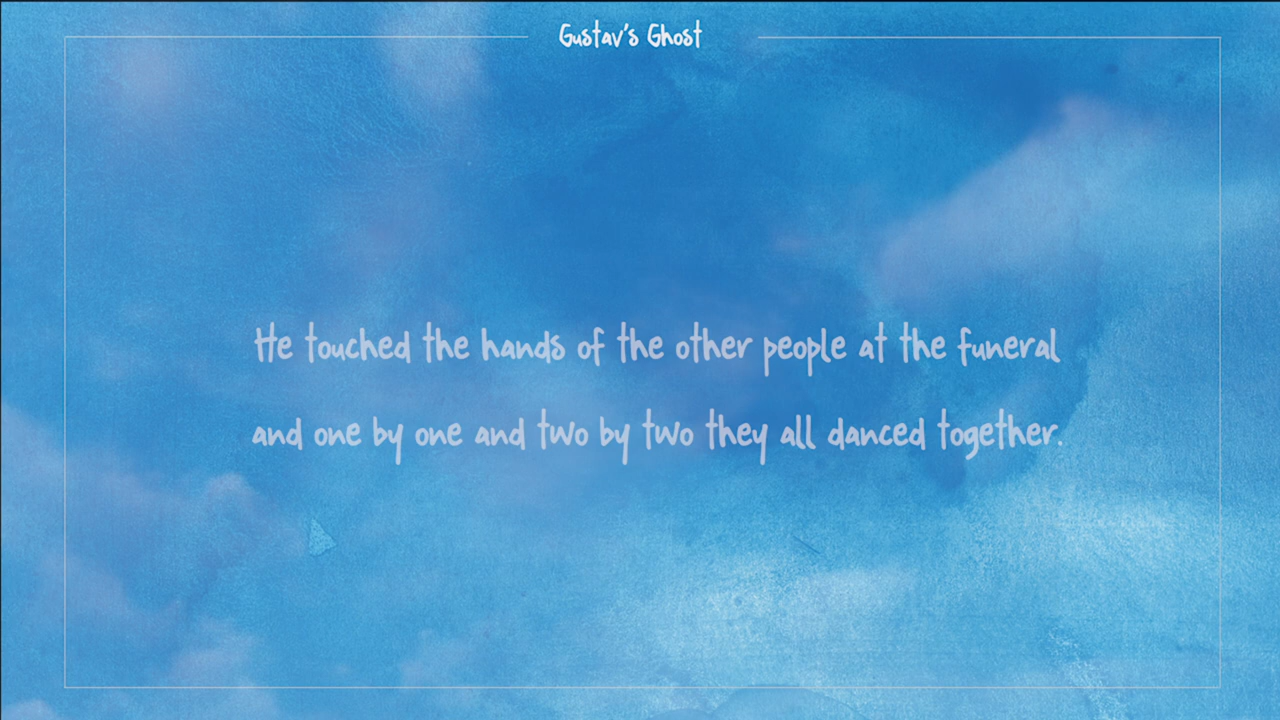 Gustav's Ghost
He touched the hands of the other people at the funeral
and one by one and two by two they all danced together.